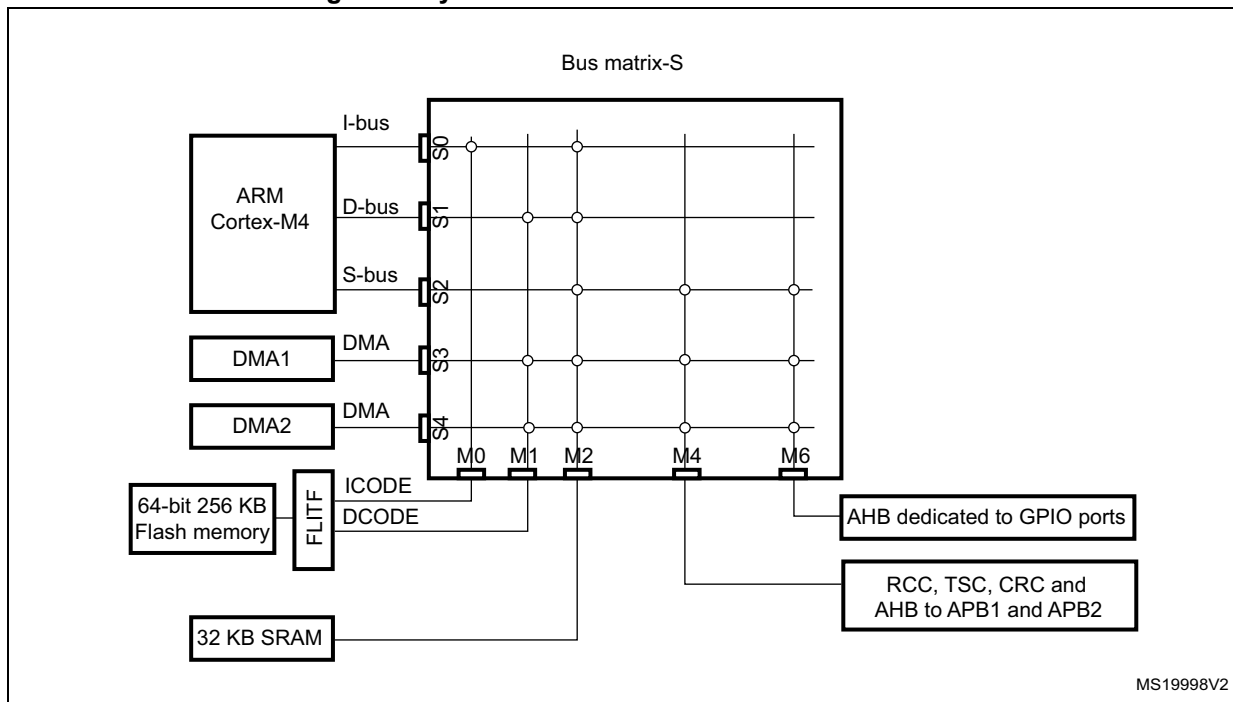 Bus matrix-S
I-bus
S0
ARM
Cortex-M4
D-bus
S1
S-bus
S2
DMA1
DMA
S3
DMA2
DMA
S4
M0 M1 M2 M4 M6
64-bit 256 KB
Flash memory
FLITF
ICODE
DCODE
AHB dedicated to GPIO ports
RCC, TSC, CRC and
AHB to APB1 and APB2
32 KB SRAM
MS19998V2